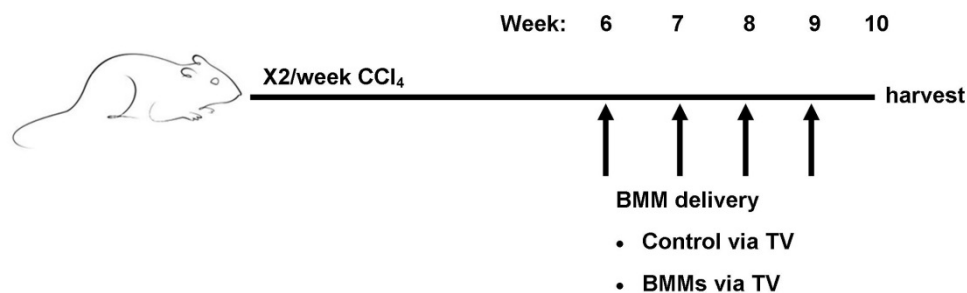 Week: 6 7 8 9 10
X2/week CCl₄
harvest
BMM delivery
• Control via TV
• BMMs via TV